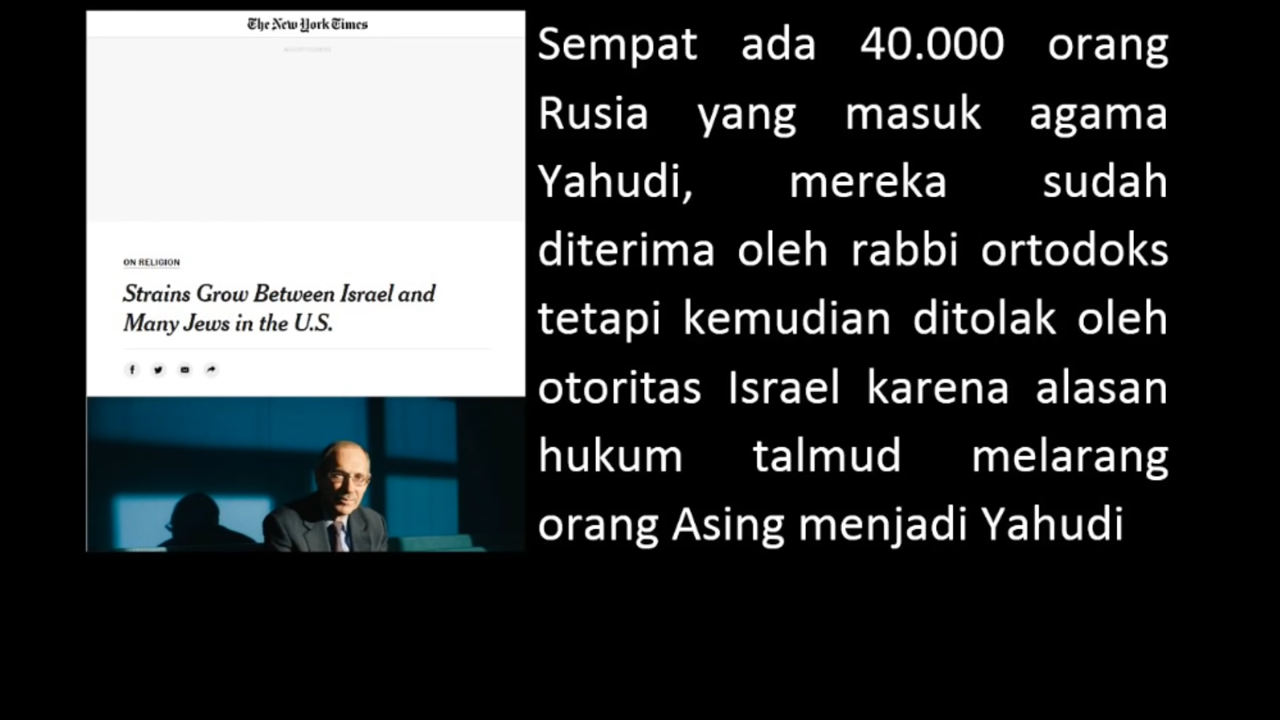 The New York Times
ADVERTISEMENT
ON RELIGION
Strains Grow Between Israel and
Many Jews in the U.S.
Sempat ada 40.000 orang
Rusia yang masuk agama
Yahudi, mereka sudah
diterima oleh rabbi ortodoks
tetapi kemudian ditolak oleh
otoritas Israel karena alasan
hukum talmud melarang
orang Asing menjadi Yahudi